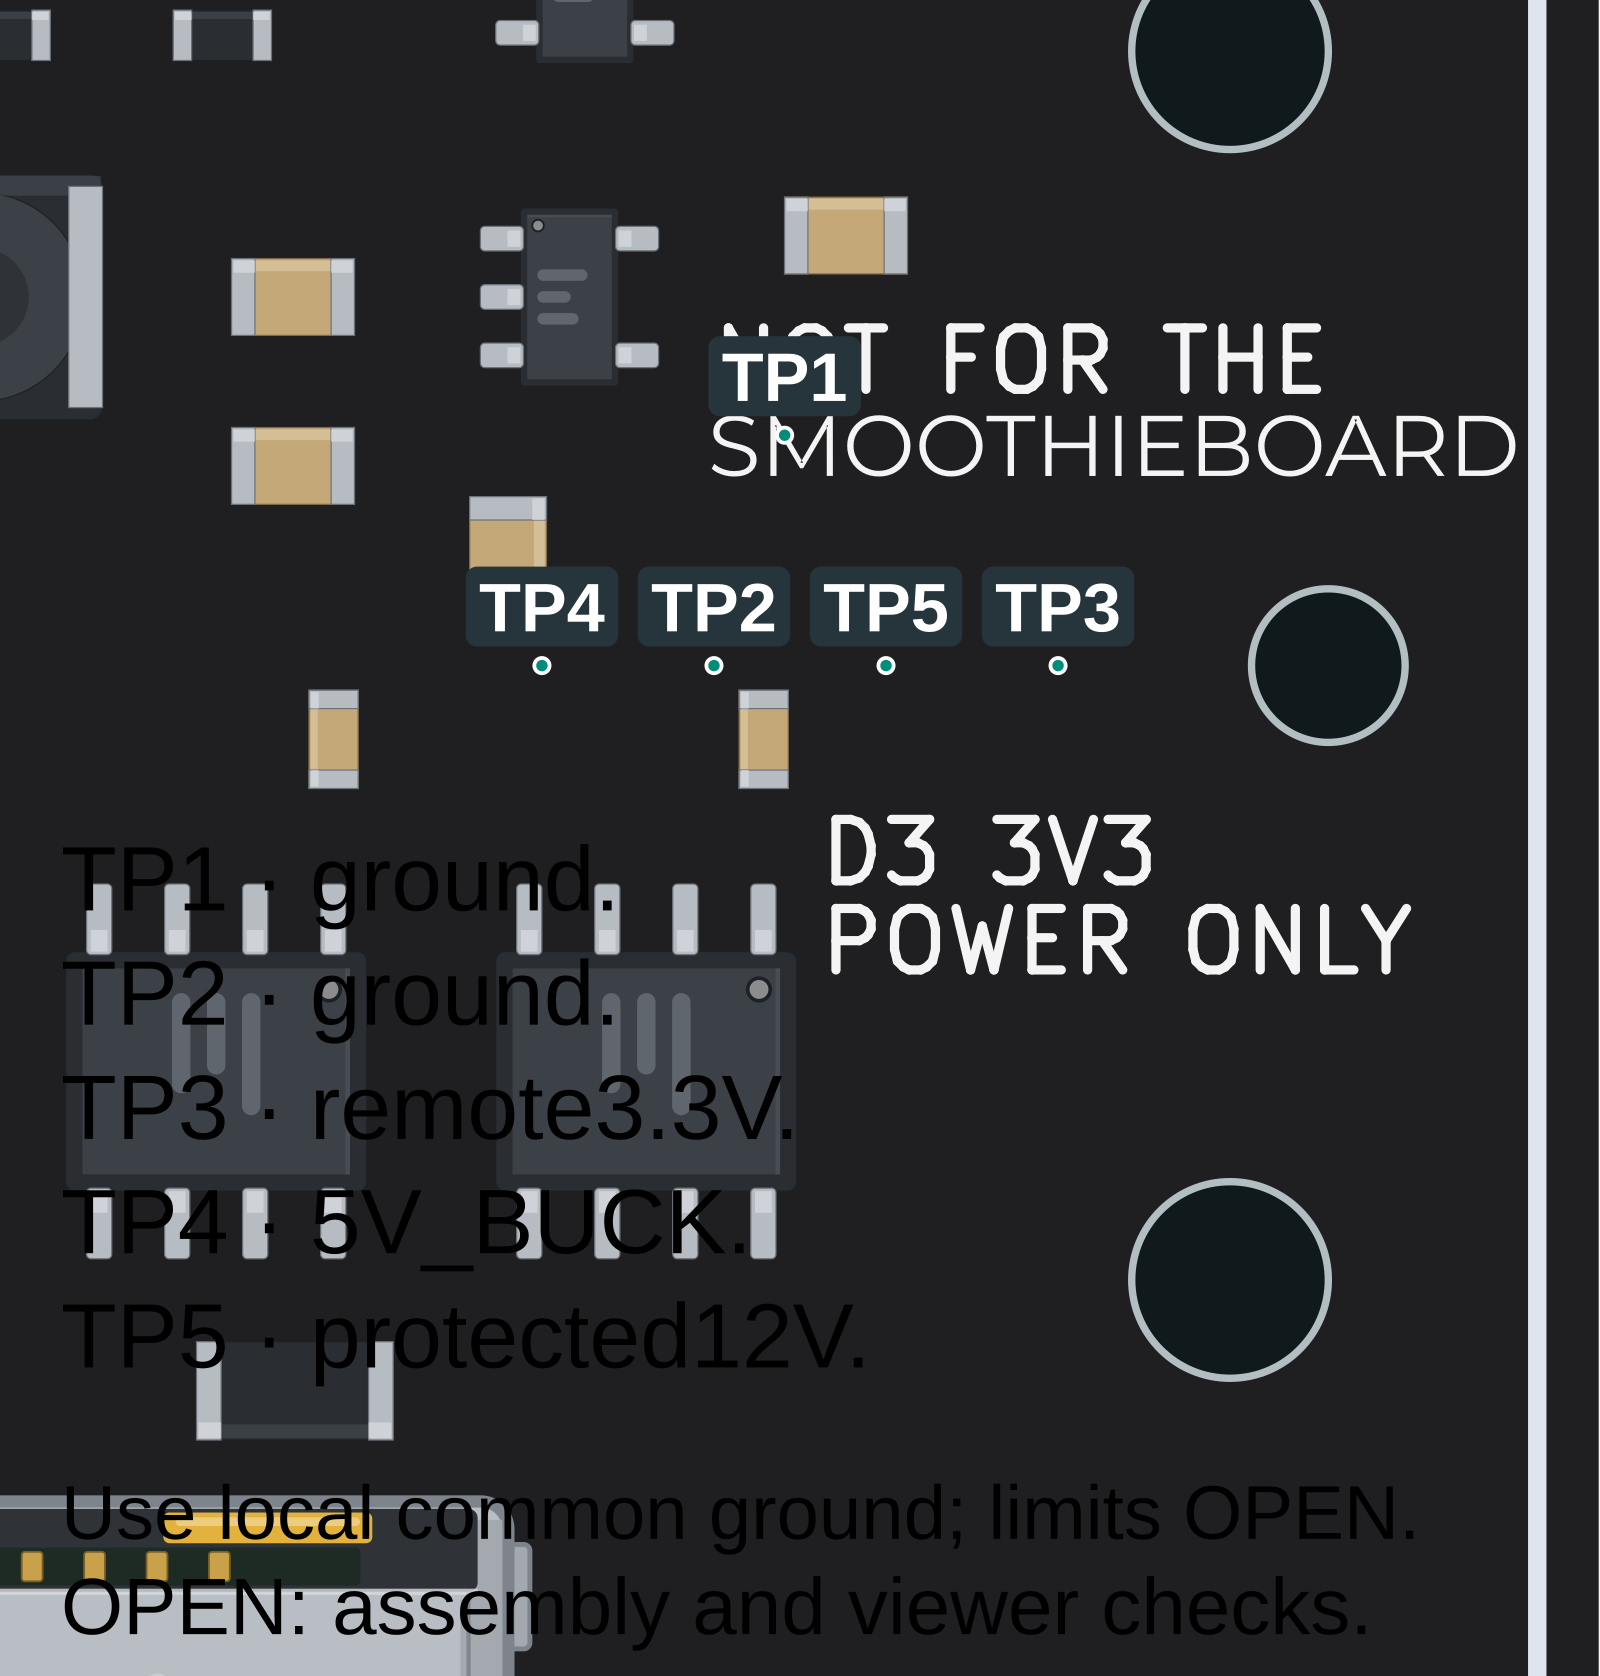 NOT FOR THE
TP1
SMOOTHIEBOARD
TP4 TP2 TP5 TP3
D3 3V3
POWER ONLY
TP1 · ground.
TP2 · ground.
TP3 · remote3.3V.
TP4 · 5V_BUCK.
TP5 · protected12V.
Use local common ground; limits OPEN.
OPEN: assembly and viewer checks.